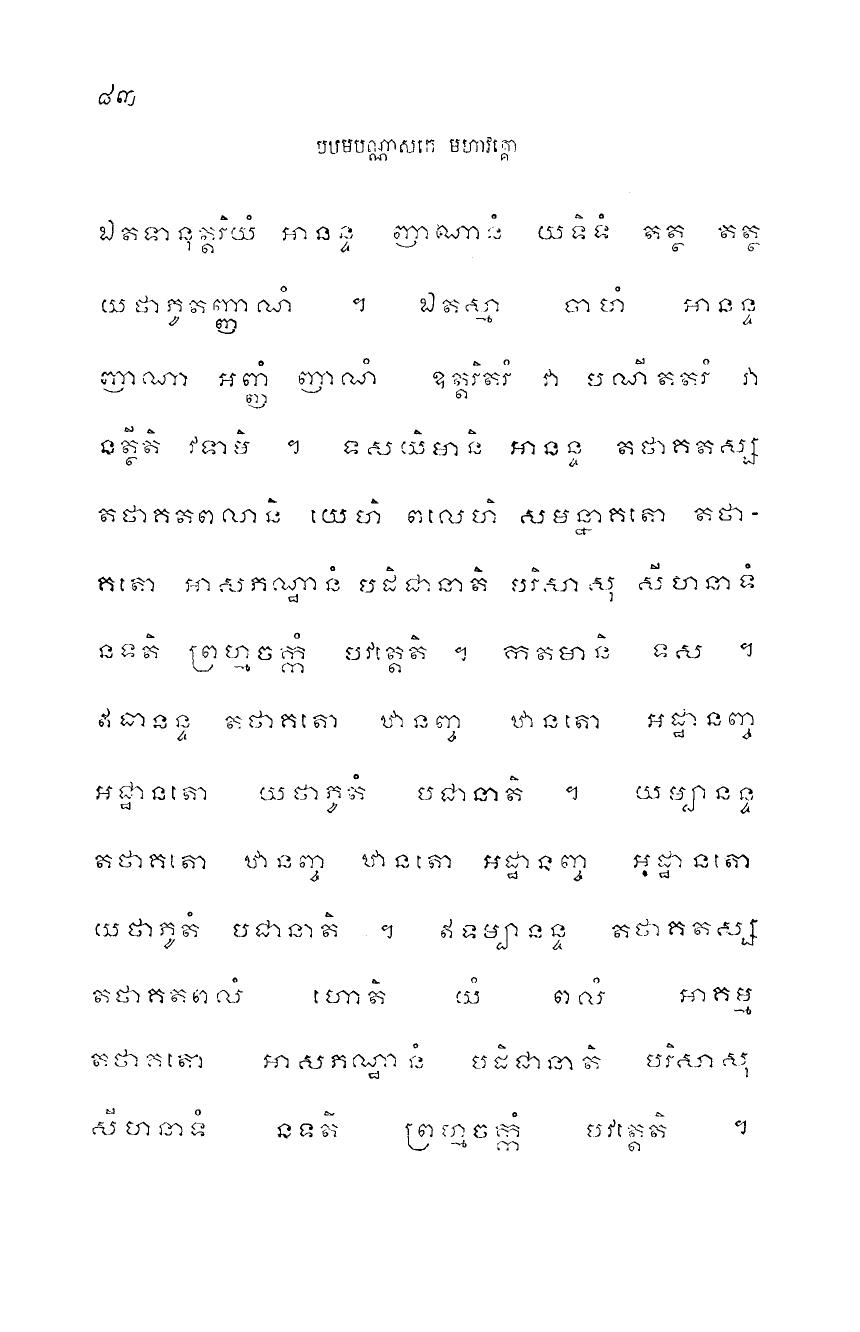 ៨៣
បឋមបណ្ណាសកេ មហាវគ្គោ
ឯតទានុត្តរិយំ អានន្ទ ញាណានំ យទិទំ តត្ថ តត្ថ
យថាភូតញ្ញាណំ ។ ឯតស្មា ចាហំ អានន្ទ
ញាណា អញ្ញំ ញាណំ ឧត្តរិតរំ វា បណីតតរំ វា
នត្ថីតិ វទាមិ ។ ទសយិមានិ អានន្ទ តថាគតស្ស
តថាគតពលានិ យេហិ ពលេហិ សមន្នាគតោ តថា-
គតោ អាសភណ្ឋានំ បដិជានាតិ បរិសាសុ សីហនាទំ
នទតិ ព្រហ្មចក្កំ បវត្តេតិ ។ កតមានិ ទស ។
ឥធានន្ទ តថាគតោ ឋានញ្ច ឋានតោ អដ្ឋានញ្ច
អដ្ឋានតោ យថាភូតំ បជានាតិ ។ យម្បានន្ទ
តថាគតោ ឋានញ្ច ឋានតោ អដ្ឋានញ្ច អដ្ឋានតោ
យថាភូតំ បជានាតិ ។ ឥទម្បានន្ទ តថាគតស្ស
តថាគតពលំ ហោតិ យំ ពលំ អាគម្ម
តថាគតោ អាសភណ្ឋានំ បដិជានាតិ បរិសាសុ
សីហនាទំ នទតិ ព្រហ្មចក្កំ បវត្តេតិ ។